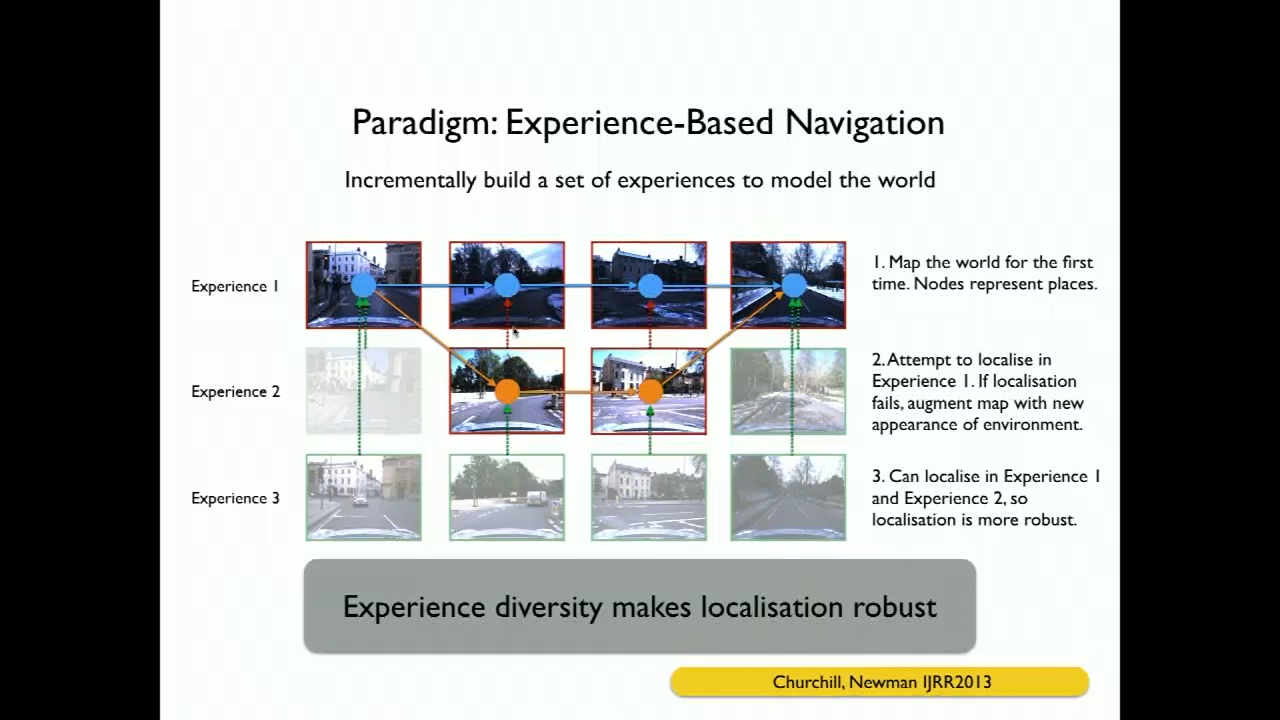 Paradigm: Experience-Based Navigation
Incrementally build a set of experiences to model the world
Experience 1
1. Map the world for the first
time. Nodes represent places.
Experience 2
2. Attempt to localise in
Experience 1. If localisation
fails, augment map with new
appearance of environment.
Experience 3
3. Can localise in Experience 1
and Experience 2, so
localisation is more robust.
Experience diversity makes localisation robust
Churchill, Newman IJRR2013